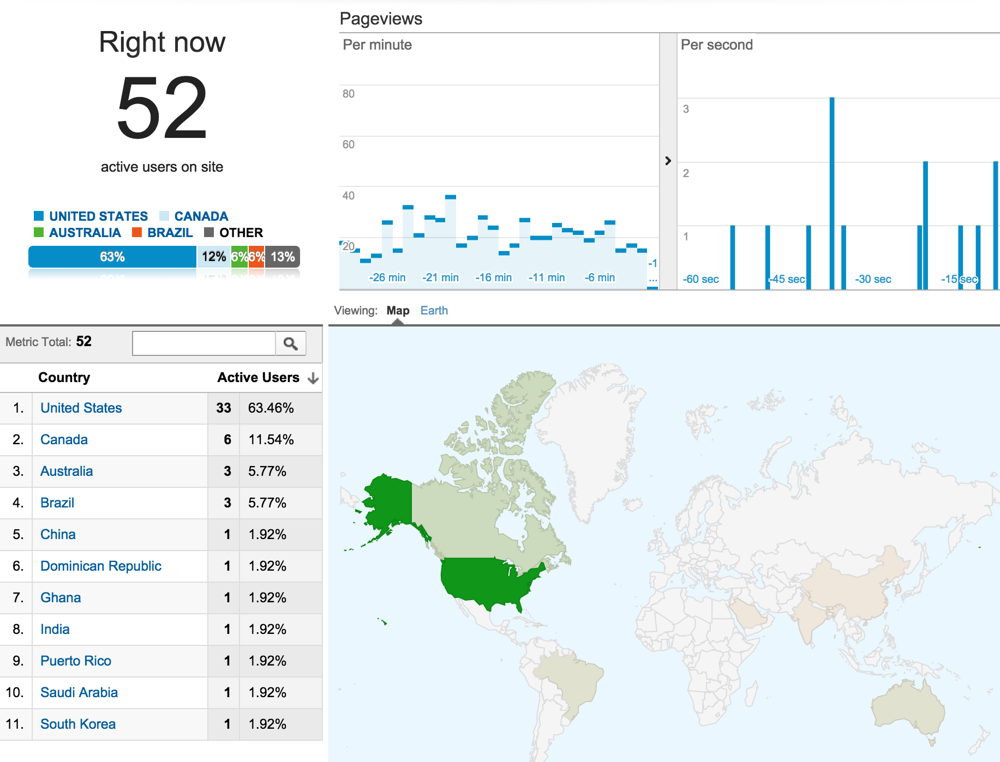 Right now
52
active users on site
UNITED STATES CANADA
AUSTRALIA BRAZIL OTHER
63% 12% 6% 6% 13%
Pageviews
Per minute
80
60
40
20
-26 min -21 min -16 min -11 min -6 min -1 ...
Per second
3
2
1
-60 sec -45 sec -30 sec -15 sec
Viewing: Map Earth
Metric Total: 52
Country Active Users
1. United States 33 63.46%
2. Canada 6 11.54%
3. Australia 3 5.77%
4. Brazil 3 5.77%
5. China 1 1.92%
6. Dominican Republic 1 1.92%
7. Ghana 1 1.92%
8. India 1 1.92%
9. Puerto Rico 1 1.92%
10. Saudi Arabia 1 1.92%
11. South Korea 1 1.92%